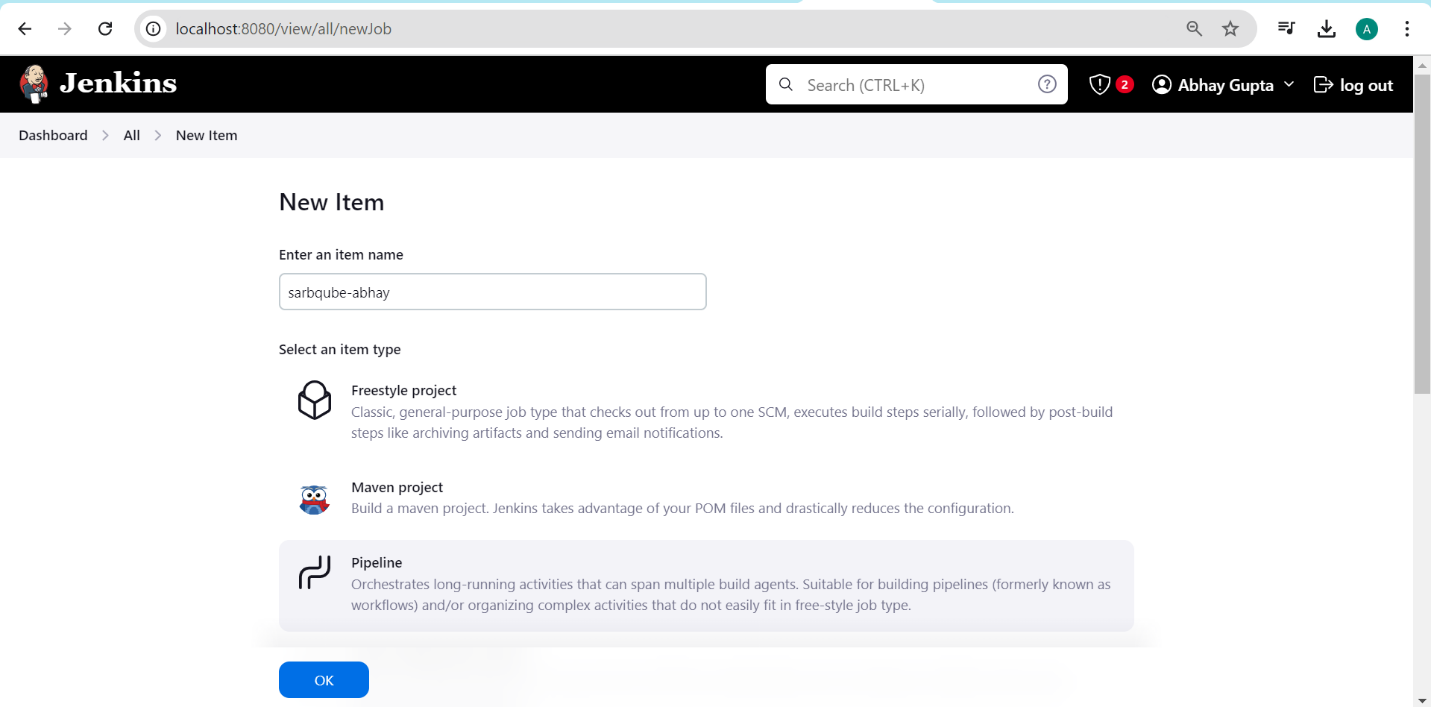 localhost:8080/view/all/newJob
A
Jenkins
Search (CTRL+K)
?
2
Abhay Gupta
log out
Dashboard
All
New Item
New Item
Enter an item name
sarbqube-abhay
Select an item type
Freestyle project
Classic, general-purpose job type that checks out from up to one SCM, executes build steps serially, followed by post-build
steps like archiving artifacts and sending email notifications.
Maven project
Build a maven project. Jenkins takes advantage of your POM files and drastically reduces the configuration.
Pipeline
Orchestrates long-running activities that can span multiple build agents. Suitable for building pipelines (formerly known as
workflows) and/or organizing complex activities that do not easily fit in free-style job type.
OK